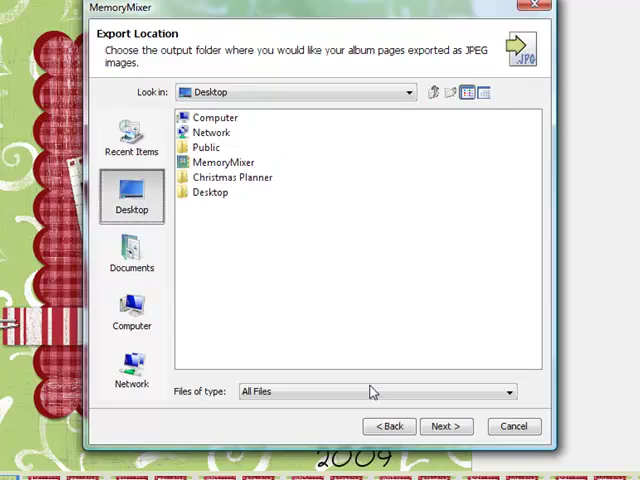 MemoryMixer
Export Location
Choose the output folder where you would like your album pages exported as JPEG
images.
.JPG
Look in:
Desktop
Computer
Network
Public
MemoryMixer
Christmas Planner
Desktop
Recent Items
Desktop
Documents
Computer
Network
Files of type:
All Files
< Back
Next >
Cancel
2009